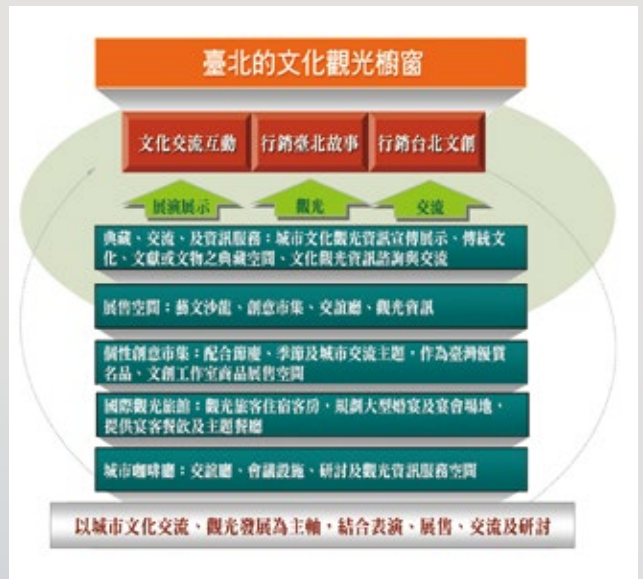 臺北的文化觀光櫥窗
文化交流互動 行銷臺北故事 行銷台北文創
展演展示 觀光 交流
典藏、交流、及資訊服務：城市文化觀光資訊宣傳展示、傳統文
化、文獻或文物之典藏空間、文化觀光資訊諮詢與交流
展售空間：藝文沙龍、創意市集、交誼廳、觀光資訊
個性創意市集：配合節慶、季節及城市交流主題，作為臺灣優質
名品、文創工作室商品展售空間
國際觀光旅館：觀光旅客住宿客房，規劃大型婚宴及宴會場地，
提供宴客餐飲及主題餐廳
城市咖啡廳：交誼廳、會議設施、研討及觀光資訊服務空間
以城市文化交流、觀光發展為主軸，結合表演、展售、交流及研討